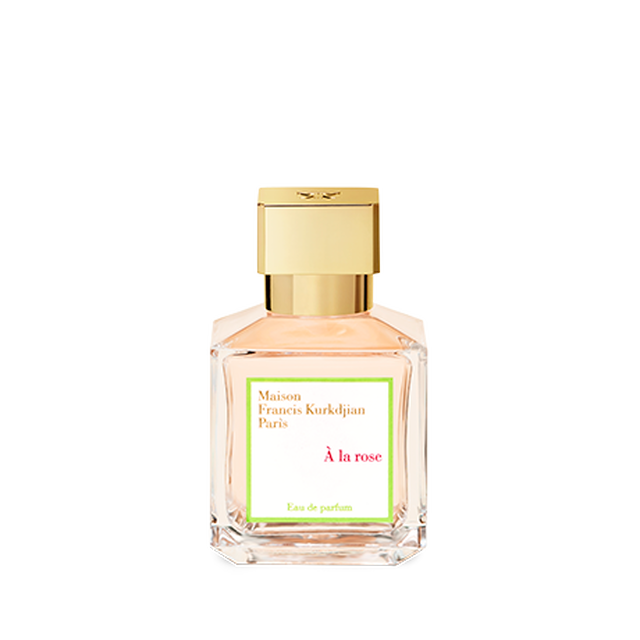 Maison
Francis Kurkdjian
Paris
À la rose
Eau de parfum